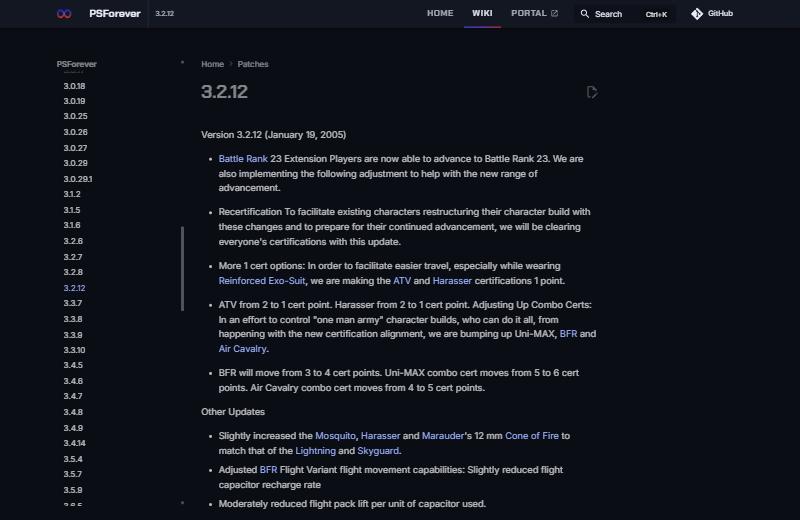 PSForever
3.2.12
HOME
WIKI
PORTAL
Search
Ctrl+K
GitHub
PSForever
3.0.18
3.0.19
3.0.25
3.0.26
3.0.27
3.0.29
3.0.29.1
3.1.2
3.1.5
3.1.6
3.2.6
3.2.7
3.2.8
3.2.12
3.3.7
3.3.8
3.3.9
3.3.10
3.4.5
3.4.6
3.4.7
3.4.8
3.4.9
3.4.14
3.5.4
3.5.7
3.5.9
Home > Patches
3.2.12
Version 3.2.12 (January 19, 2005)
• Battle Rank 23 Extension Players are now able to advance to Battle Rank 23. We are
also implementing the following adjustment to help with the new range of
advancement.
• Recertification To facilitate existing characters restructuring their character build with
these changes and to prepare for their continued advancement, we will be clearing
everyone's certifications with this update.
• More 1 cert options: In order to facilitate easier travel, especially while wearing
Reinforced Exo-Suit, we are making the ATV and Harasser certifications 1 point.
• ATV from 2 to 1 cert point. Harasser from 2 to 1 cert point. Adjusting Up Combo Certs:
In an effort to control "one man army" character builds, who can do it all, from
happening with the new certification alignment, we are bumping up Uni-MAX, BFR and
Air Cavalry.
• BFR will move from 3 to 4 cert points. Uni-MAX combo cert moves from 5 to 6 cert
points. Air Cavalry combo cert moves from 4 to 5 cert points.
Other Updates
• Slightly increased the Mosquito, Harasser and Marauder's 12 mm Cone of Fire to
match that of the Lightning and Skyguard.
• Adjusted BFR Flight Variant flight movement capabilities: Slightly reduced flight
capacitor recharge rate
• Moderately reduced flight pack lift per unit of capacitor used.